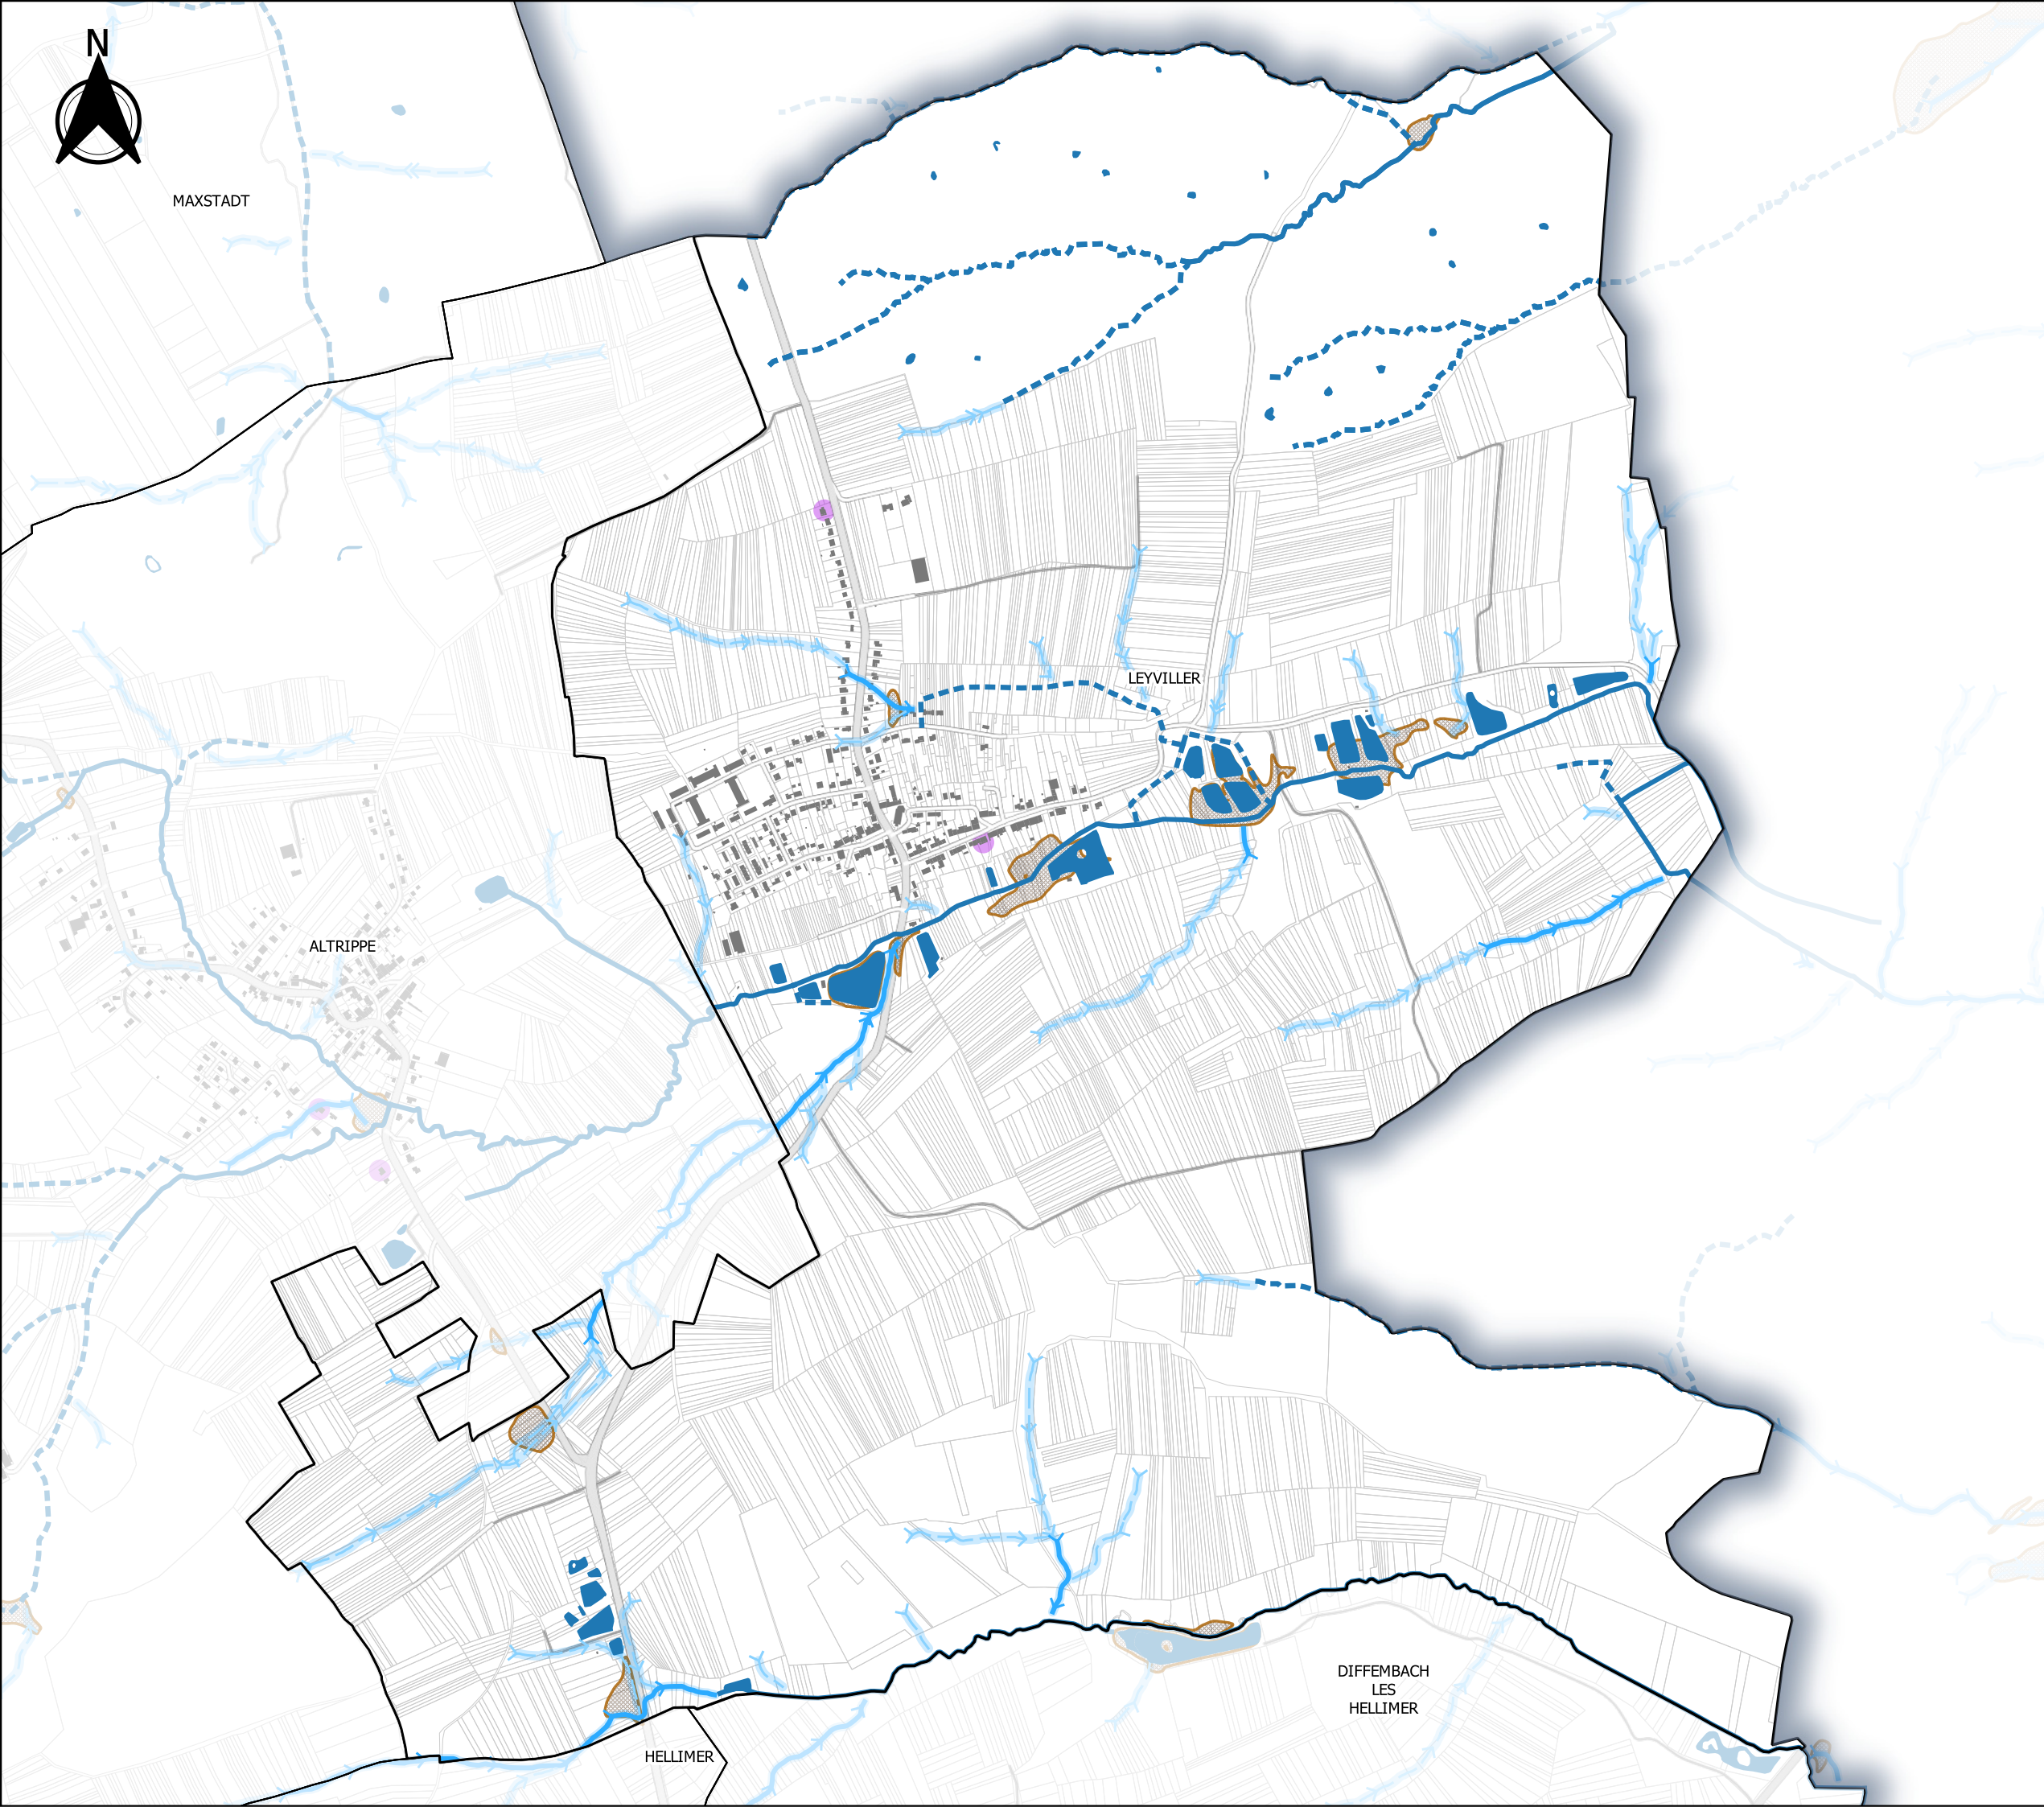 N
MAXSTADT
LEYVILLER
ALTRIPPE
DIFFEMBACH
LES
HELLIMER
HELLIMER